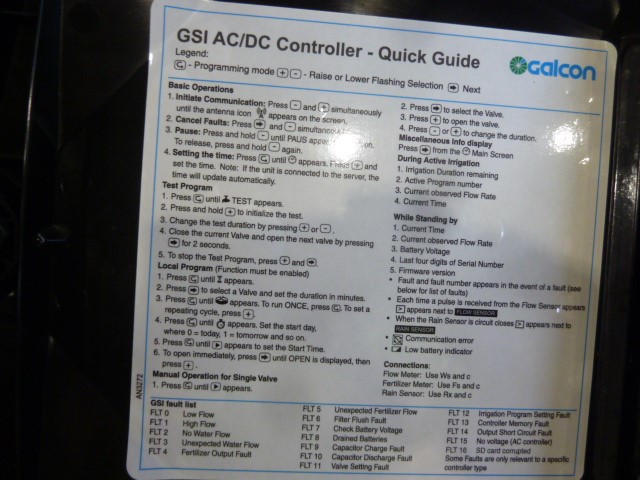 GSI AC/DC Controller - Quick Guide
GALCON
Legend:
- Programming mode + - - Raise or Lower Flashing Selection Next
Basic Operations
1. Initiate Communication: Press - and + simultaneously
until the antenna icon appears on the screen.
2. Cancel Faults: Press and - simultaneou
3. Pause: Press and hold - until PAUS appea on.
To release, press and hold - again.
4. Setting the time: Press until appears. Press + and
set the time. Note: If the unit is connected to the server, the
time will update automatically.
Test Program
1. Press until TEST appears.
2. Press and hold + to initialize the test.
3. Change the test duration by pressing + or -.
4. Close the current Valve and open the next valve by pressing
for 2 seconds.
5. To stop the Test Program, press + and .
Local Program (Function must be enabled)
1. Press until I appears.
2. Press to select a Valve and set the duration in minutes.
3. Press until appears. To run ONCE, press . To set a
repeating cycle, press +.
4. Press until appears. Set the start day,
where 0 = today, 1 = tomorrow and so on.
5. Press until appears to set the Start Time.
6. To open immediately, press until OPEN is displayed, then
press +.
Manual Operation for Single Valve
1. Press until appears.
2. Press to select the Valve.
3. Press + to open the valve.
4. Press - or + to change the duration.
Miscellaneous Info display
Press from the Main Screen
During Active Irrigation
1. Irrigation Duration remaining
2. Active Program number
3. Current observed Flow Rate
4. Current Time
While Standing by
1. Current Time
2. Current observed Flow Rate
3. Battery Voltage
4. Last four digits of Serial Number
5. Firmware version
• Fault and fault number appears in the event of a fault (see
below for list of faults)
• Each time a pulse is received from the Flow Sensor appears
> appears next to FLOW SENSOR
• When the Rain Sensor is circuit closes > appears next to
RAIN SENSOR
• Communication error
• Low battery indicator
Connections:
Flow Meter: Use Ws and c
Fertilizer Meter: Use Fs and c
Rain Sensor: Use Rx and c
AN3272
GSI fault list
FLT 0 Low Flow
FLT 1 High Flow
FLT 2 No Water Flow
FLT 3 Unexpected Water Flow
FLT 4 Fertilizer Output Fault
FLT 5 Unexpected Fertilizer Flow
FLT 6 Filter Flush Fault
FLT 7 Check Battery Voltage
FLT 8 Drained Batteries
FLT 9 Capacitor Charge Fault
FLT 10 Capacitor Discharge Fault
FLT 11 Valve Setting Fault
FLT 12 Irrigation Program Setting Fault
FLT 13 Controller Memory Fault
FLT 14 Output Short Circuit Fault
FLT 15 No voltage (AC controller)
FLT 16 SD card corrupted
Some Faults are only relevant to a specific
controller type